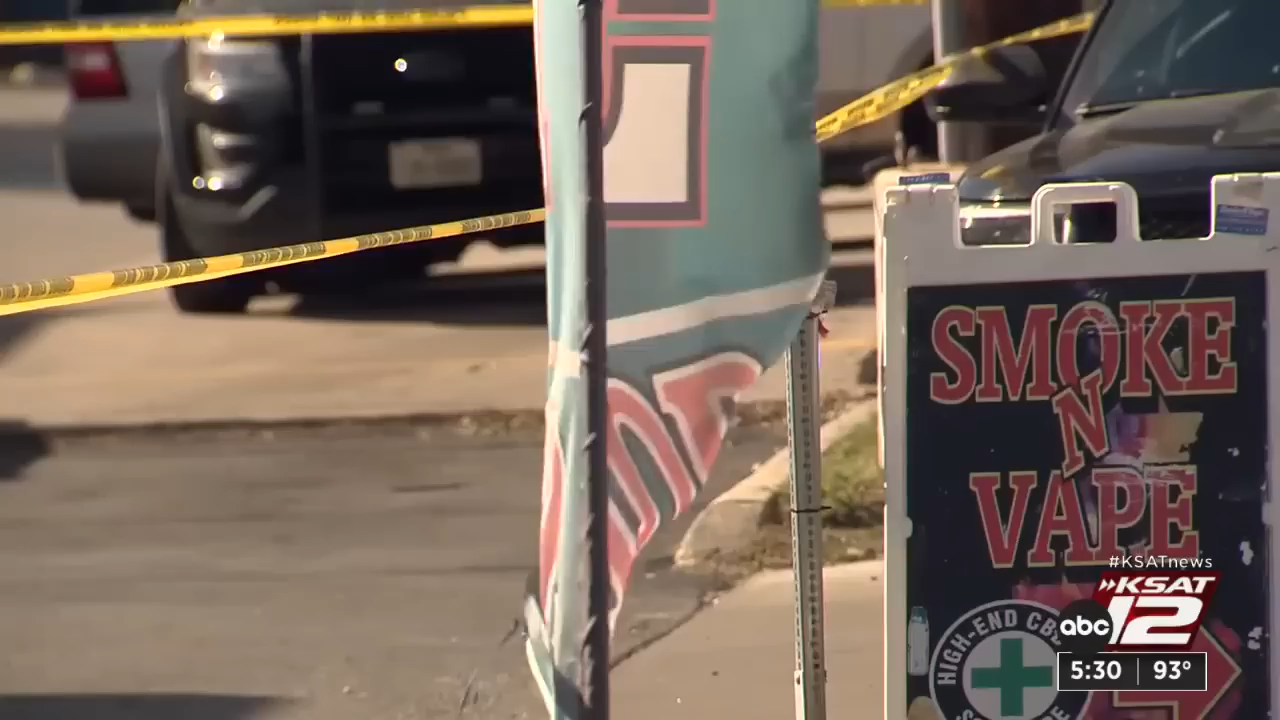 SMOKE
N
VAPE
#KSATnews
KSAT
abc 12
HIGH-END CB
5:30 93°